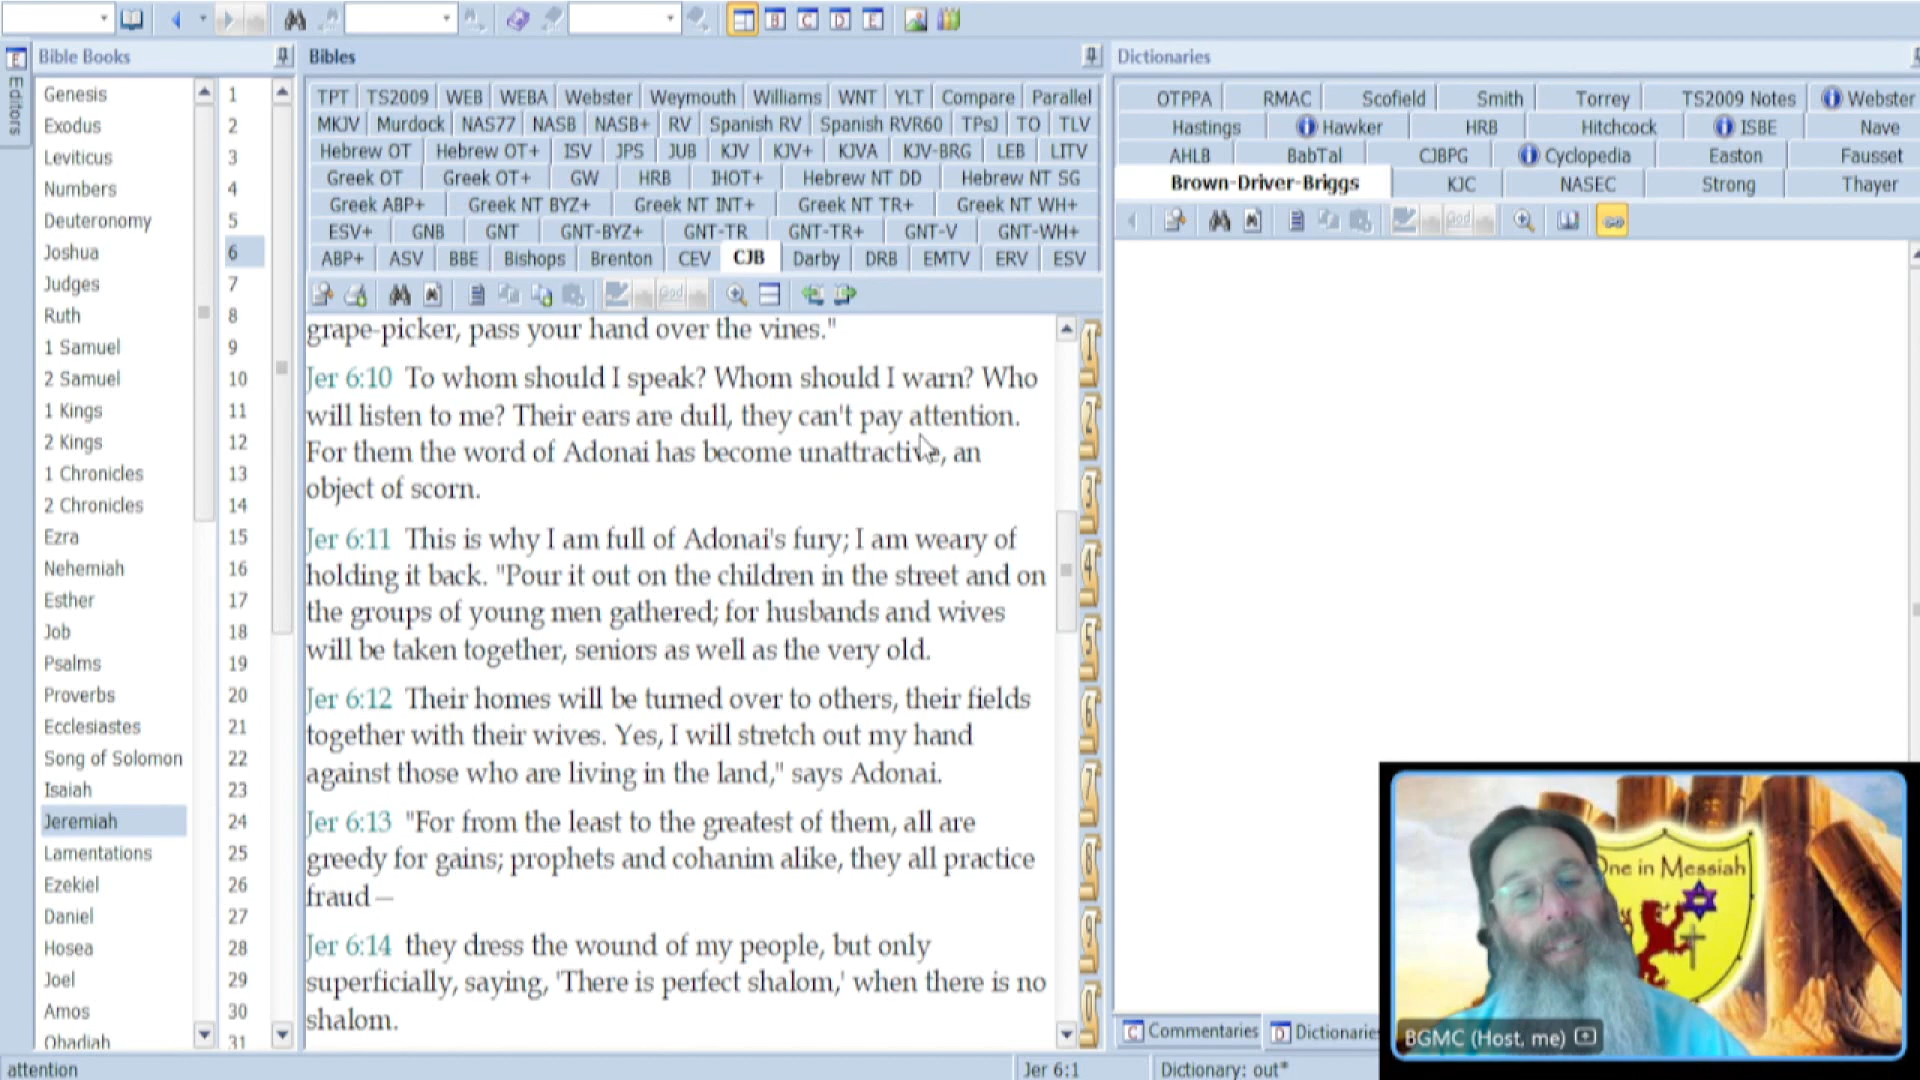 Bible Books
Bibles
Dictionaries
Editors
Genesis
Exodus
Leviticus
Numbers
Deuteronomy
Joshua
Judges
Ruth
1 Samuel
2 Samuel
1 Kings
2 Kings
1 Chronicles
2 Chronicles
Ezra
Nehemiah
Esther
Job
Psalms
Proverbs
Ecclesiastes
Song of Solomon
Isaiah
Jeremiah
Lamentations
Ezekiel
Daniel
Hosea
Joel
Amos
Obadiah
1
2
3
4
5
6
7
8
9
10
11
12
13
14
15
16
17
18
19
20
21
22
23
24
25
26
27
28
29
30
31
TPT TS2009 WEB WEBA Webster Weymouth Williams WNT YLT Compare Parallel
MKJV Murdock NAS77 NASB NASB+ RV Spanish RV Spanish RVR60 TPsJ TO TLV
Hebrew OT Hebrew OT+ ISV JPS JUB KJV KJV+ KJVA KJV-BRG LEB LITV
Greek OT Greek OT+ GW HRB IHOT+ Hebrew NT DD Hebrew NT SG
Greek ABP+ Greek NT BYZ+ Greek NT INT+ Greek NT TR+ Greek NT WH+
ESV+ GNB GNT GNT-BYZ+ GNT-TR GNT-TR+ GNT-V GNT-WH+
ABP+ ASV BBE Bishops Brenton CEV CJB Darby DRB EMTV ERV ESV
God
grape-picker, pass your hand over the vines."
Jer 6:10 To whom should I speak? Whom should I warn? Who
will listen to me? Their ears are dull, they can't pay attention.
For them the word of Adonai has become unattractive, an
object of scorn.
Jer 6:11 This is why I am full of Adonai's fury; I am weary of
holding it back. "Pour it out on the children in the street and on
the groups of young men gathered; for husbands and wives
will be taken together, seniors as well as the very old.
Jer 6:12 Their homes will be turned over to others, their fields
together with their wives. Yes, I will stretch out my hand
against those who are living in the land," says Adonai.
Jer 6:13 "For from the least to the greatest of them, all are
greedy for gains; prophets and cohanim alike, they all practice
fraud —
Jer 6:14 they dress the wound of my people, but only
superficially, saying, 'There is perfect shalom,' when there is no
shalom.
1
2
3
4
5
6
7
8
9
0
OTPPA RMAC Scofield Smith Torrey TS2009 Notes Webster
Hastings Hawker HRB Hitchcock ISBE Nave
AHLB BabTal CJBPG Cyclopedia Easton Fausset
Brown-Driver-Briggs KJC NASEC Strong Thayer
God
C Commentaries D Dictionaries
One in Messiah
BGMC (Host, me)
attention
Jer 6:1
Dictionary: out*